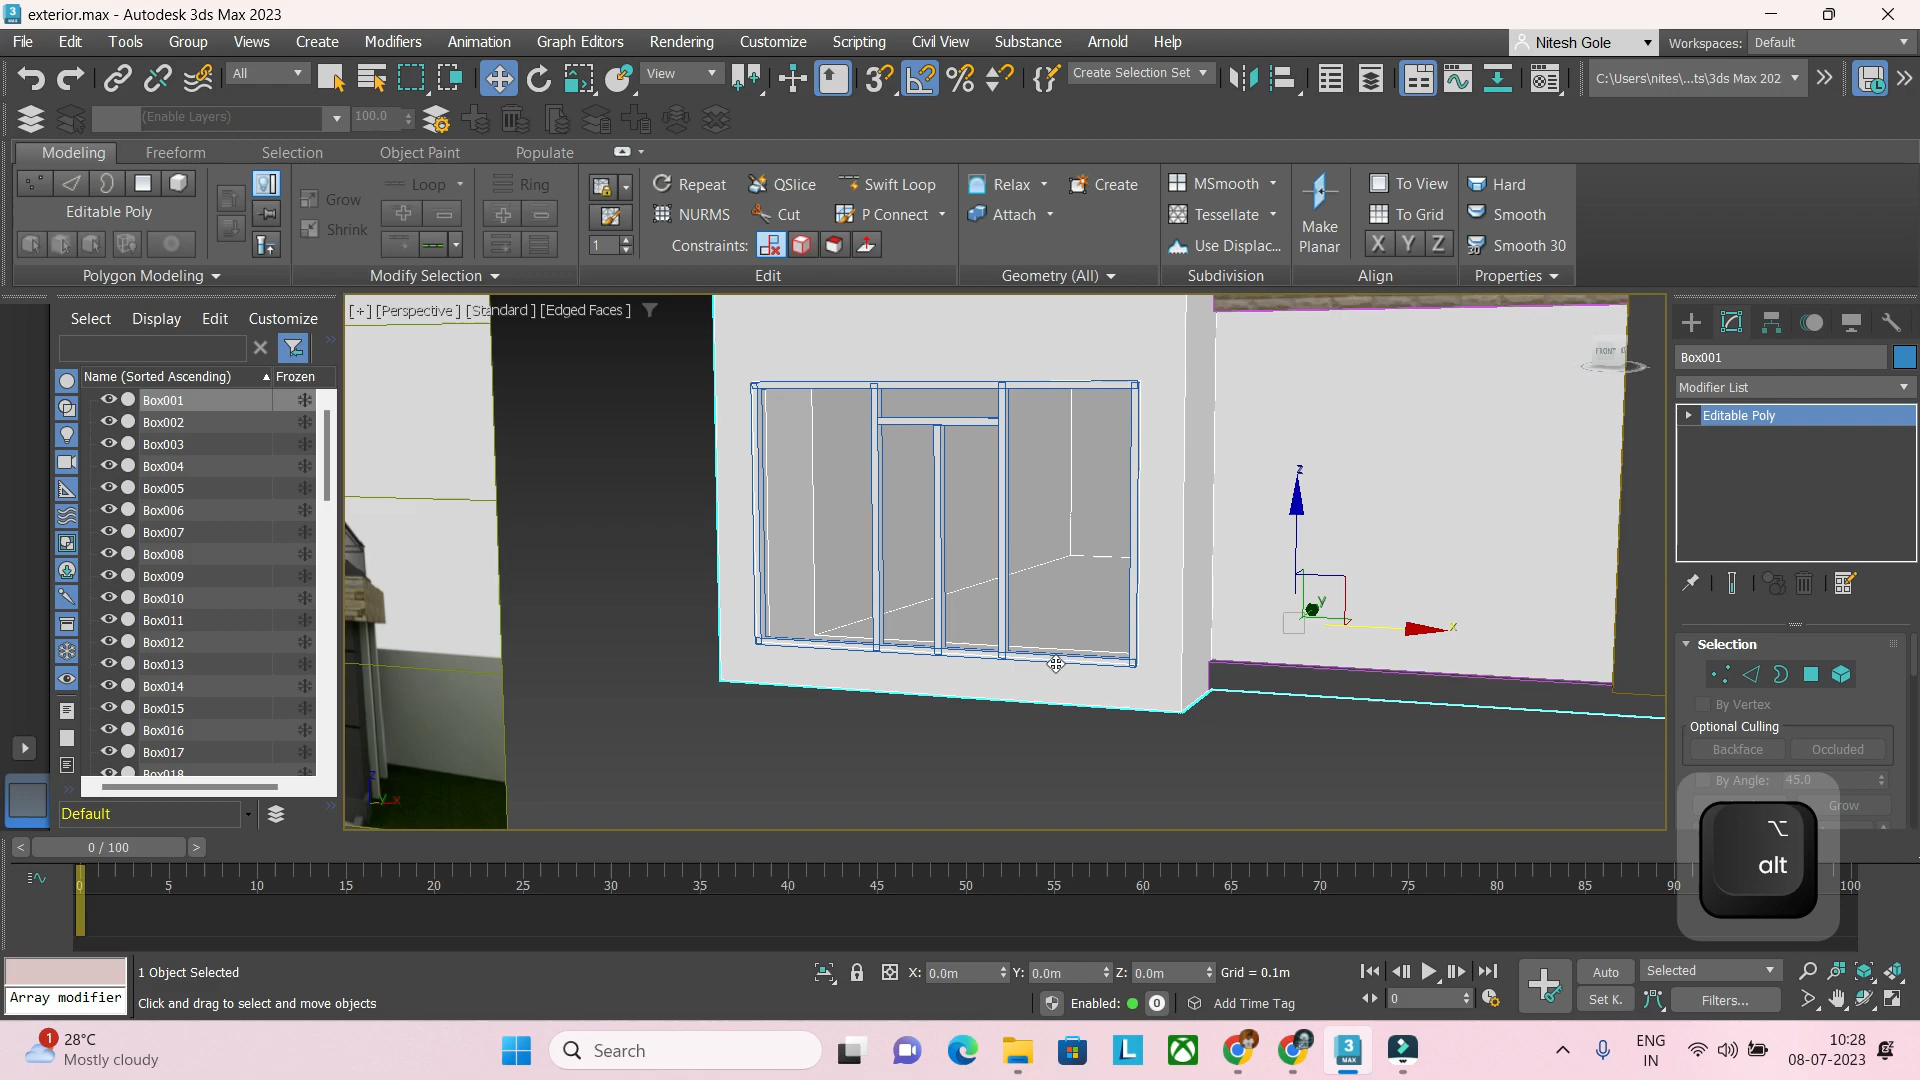 exterior.max - Autodesk 3ds Max 2023
File Edit Tools Group Views Create Modifiers Animation Graph Editors Rendering Customize Scripting Civil View Substance Arnold Help
Nitesh Gole Workspaces: Default
All View Create Selection Set C:\Users\nites\...ts\3ds Max 202
(Enable Layers) 100.0
Modeling Freeform Selection Object Paint Populate
Loop Ring Repeat QSlice Swift Loop Relax Create MSmooth To View Hard
Grow
Editable Poly NURMS Cut P Connect Attach Tessellate Make To Grid Smooth
Shrink
1 Constraints: Use Displac... Planar X Y Z Smooth 30
Polygon Modeling Modify Selection Edit Geometry (All) Subdivision Align Properties
Select Display Edit Customize
[+] [Perspective] [Standard] [Edged Faces]
FRONT
Name (Sorted Ascending) Frozen
Box001
Box002
Box003
Box004
Box005
Box006
Box007
Box008
Box009
Box010
Box011
Box012
Box013
Box014
Box015
Box016
Box017
Box018
Default
z
y
x
z
y x
Box001
Modifier List
Editable Poly
Selection
By Vertex
Optional Culling
Backface Occluded
By Angle: 45.0
Grow
alt
0 / 100
0 5 10 15 20 25 30 35 40 45 50 55 60 65 70 75 80 85 90 100
1 Object Selected X: 0.0m Y: 0.0m Z: 0.0m Grid = 0.1m Auto Selected
Array modifier Click and drag to select and move objects Enabled: 0 Add Time Tag 0 Set K. Filters...
1 28°C
Mostly cloudy
Search
ENG
IN
10:28
08-07-2023